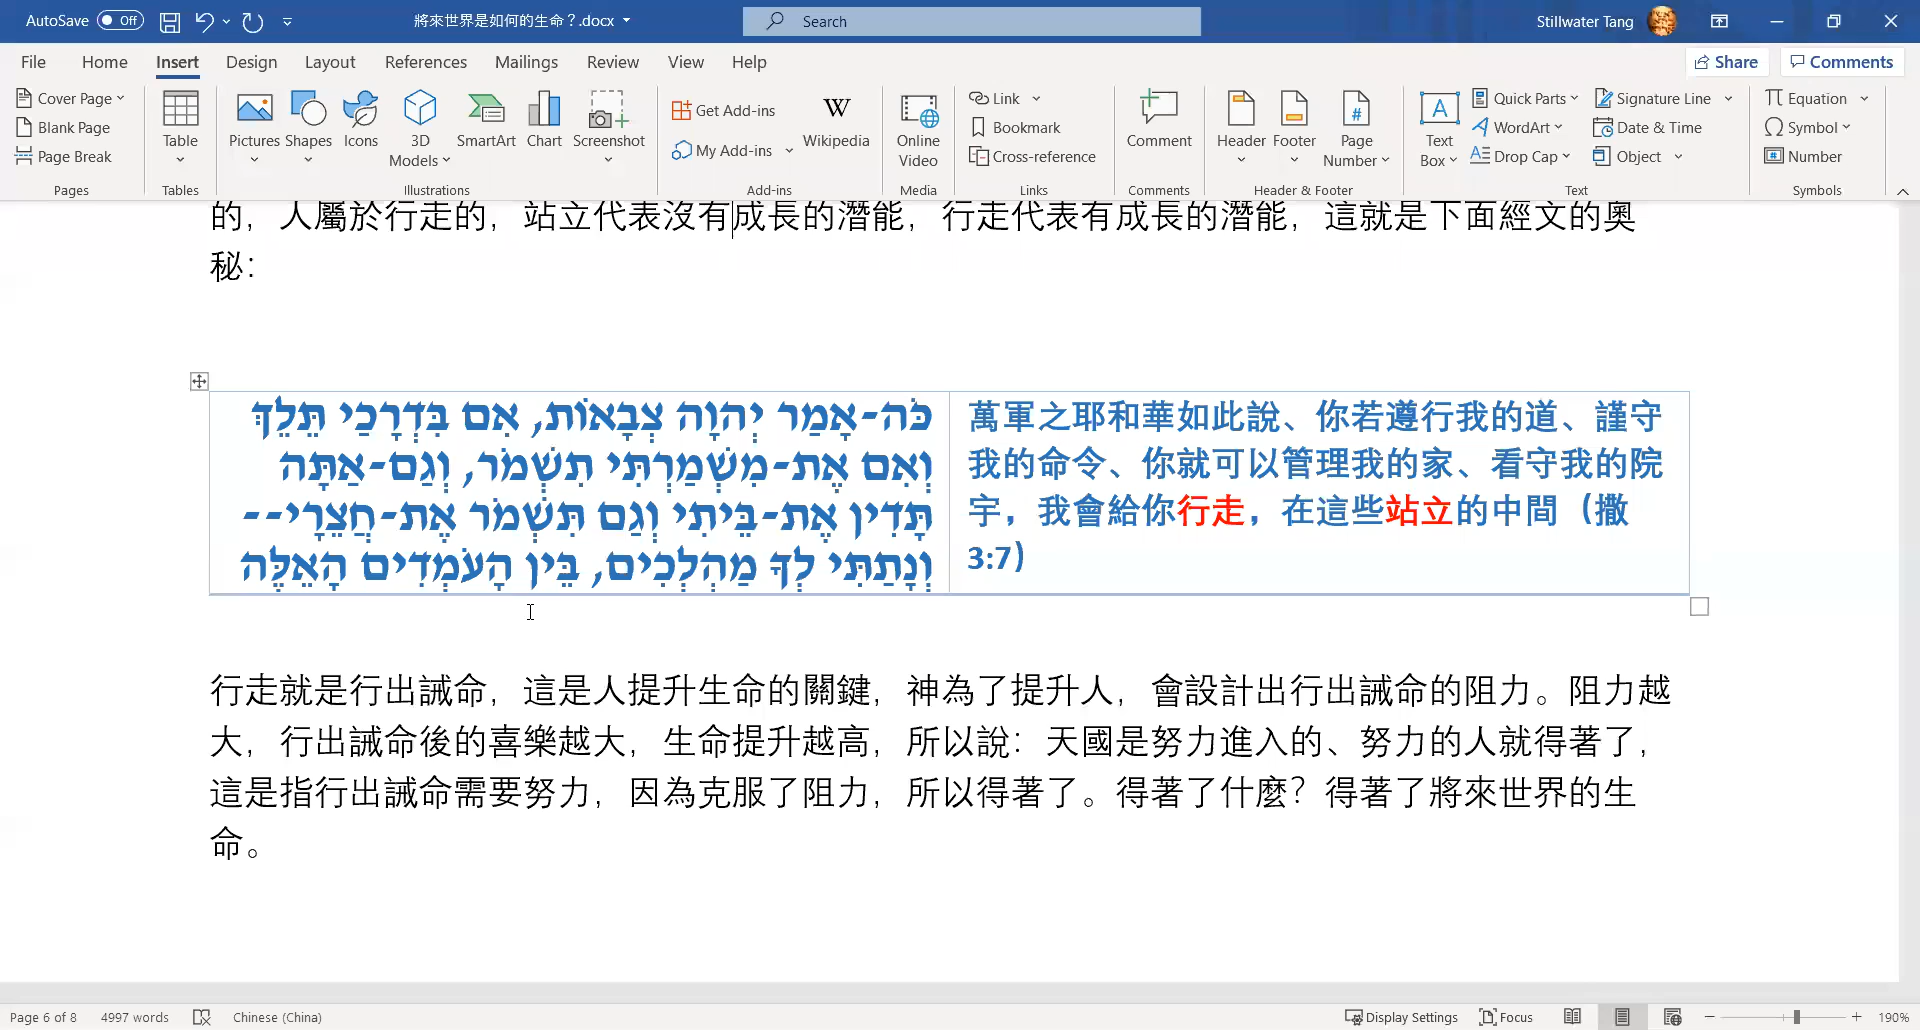 AutoSave Off 將來世界是如何的生命？.docx Search Stillwater Tang
File Home Insert Design Layout References Mailings Review View Help Share Comments
Cover Page
Blank Page
Page Break
Pages
Table
Tables
Pictures Shapes Icons 3D Models SmartArt Chart Screenshot
Illustrations
Get Add-ins
My Add-ins
W Wikipedia
Add-ins
Online Video
Media
Link
Bookmark
Cross-reference
Links
Comment
Comments
Header Footer Page Number
Header & Footer
Text Box
Quick Parts
WordArt
Drop Cap
Signature Line
Date & Time
Object
Text
Equation
Symbol
Number
Symbols
的，人屬於行走的，站立代表沒有成長的潛能，行走代表有成長的潛能，這就是下面經文的奧
秘：
כֹּה-אָמַר יְהוָה צְבָאוֹת, אִם בִּדְרָכַי תֵּלֵךְ
וְאִם אֶת-מִשְׁמַרְתִּי תִשְׁמֹר, וְגַם-אַתָּה
תָּדִין אֶת-בֵּיתִי וְגַם תִּשְׁמֹר אֶת-חֲצֵרָי--
וְנָתַתִּי לְךָ מַהְלְכִים, בֵּין הָעֹמְדִים הָאֵלֶּה
萬軍之耶和華如此說、你若遵行我的道、謹守
我的命令、你就可以管理我的家、看守我的院
宇，我會給你行走，在這些站立的中間（撒
3:7）
行走就是行出誡命，這是人提升生命的關鍵，神為了提升人，會設計出行出誡命的阻力。阻力越
大，行出誡命後的喜樂越大，生命提升越高，所以說：天國是努力進入的、努力的人就得著了，
這是指行出誡命需要努力，因為克服了阻力，所以得著了。得著了什麼？得著了將來世界的生
命。
Page 6 of 8 4997 words Chinese (China) Display Settings Focus 190%